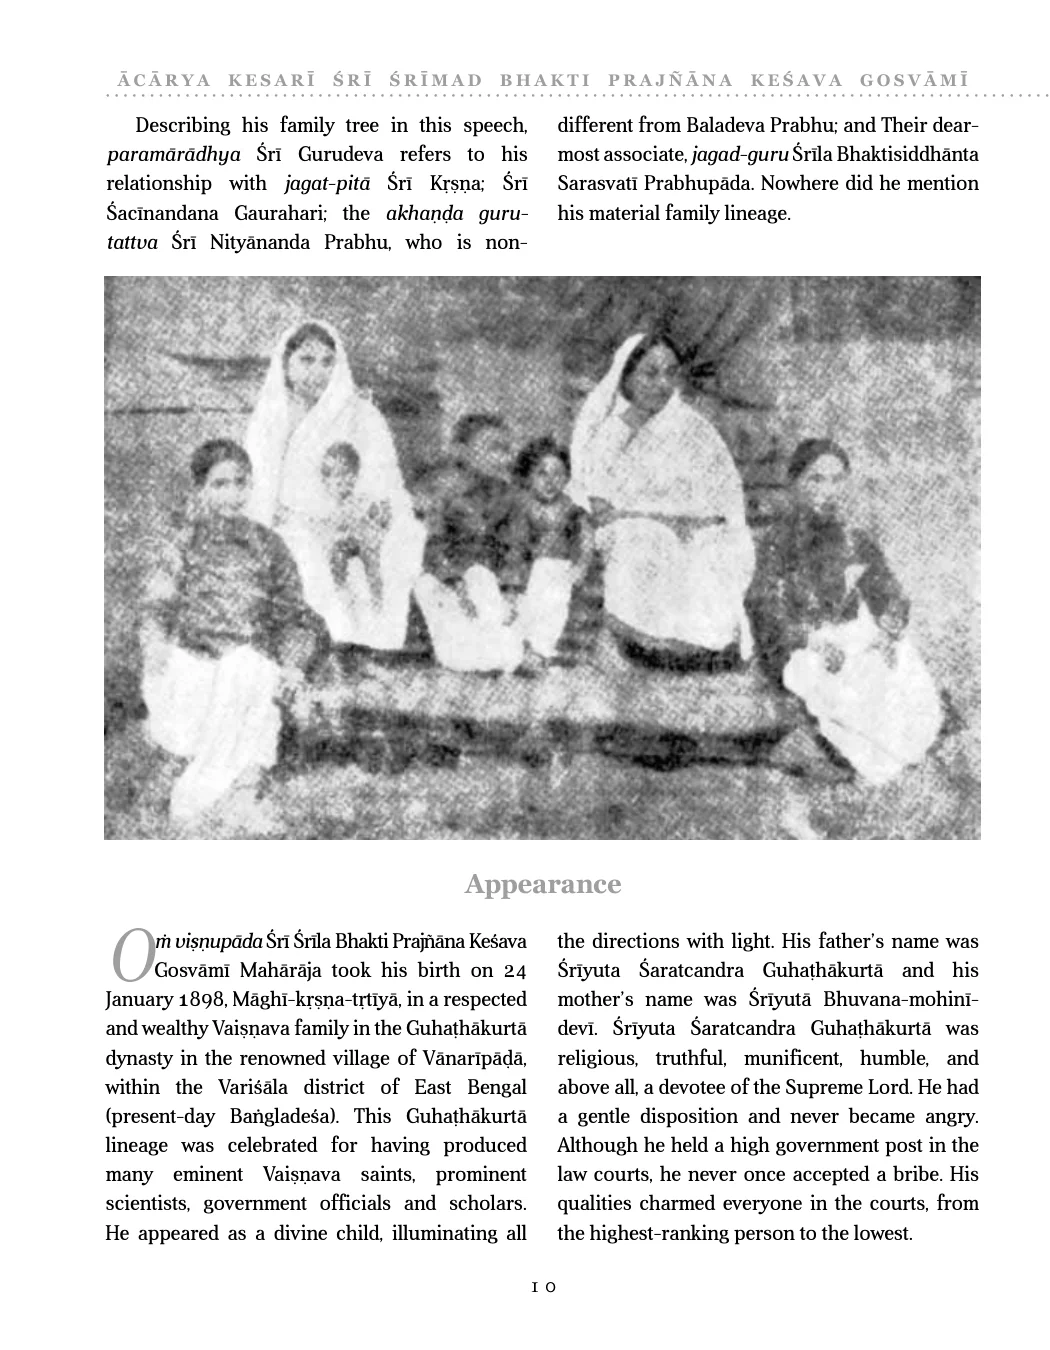 ĀCĀRYA KESARĪ ŚRĪ ŚRĪMAD BHAKTI PRAJÑĀNA KEŚAVA GOSVĀMĪ
Describing his family tree in this speech,
paramārādhya Śrī Gurudeva refers to his
relationship with jagat-pitā Śrī Kṛṣṇa; Śrī
Śacīnandana Gaurahari; the akhaṇḍa guru-
tattva Śrī Nityānanda Prabhu, who is non-
different from Baladeva Prabhu; and Their dear-
most associate, jagad-guru Śrīla Bhaktisiddhānta
Sarasvatī Prabhupāda. Nowhere did he mention
his material family lineage.
Appearance
Oṁ viṣṇupāda Śrī Śrīla Bhakti Prajñāna Keśava
Gosvāmī Mahārāja took his birth on 24
January 1898, Māghī-kṛṣṇa-tṛtīyā, in a respected
and wealthy Vaiṣṇava family in the Guhaṭhākurtā
dynasty in the renowned village of Vānarīpāḍā,
within the Variśāla district of East Bengal
(present-day Baṅgladeśa). This Guhaṭhākurtā
lineage was celebrated for having produced
many eminent Vaiṣṇava saints, prominent
scientists, government officials and scholars.
He appeared as a divine child, illuminating all
the directions with light. His father's name was
Śrīyuta Śaratcandra Guhaṭhākurtā and his
mother's name was Śrīyutā Bhuvana-mohinī-
devī. Śrīyuta Śaratcandra Guhaṭhākurtā was
religious, truthful, munificent, humble, and
above all, a devotee of the Supreme Lord. He had
a gentle disposition and never became angry.
Although he held a high government post in the
law courts, he never once accepted a bribe. His
qualities charmed everyone in the courts, from
the highest-ranking person to the lowest.
10